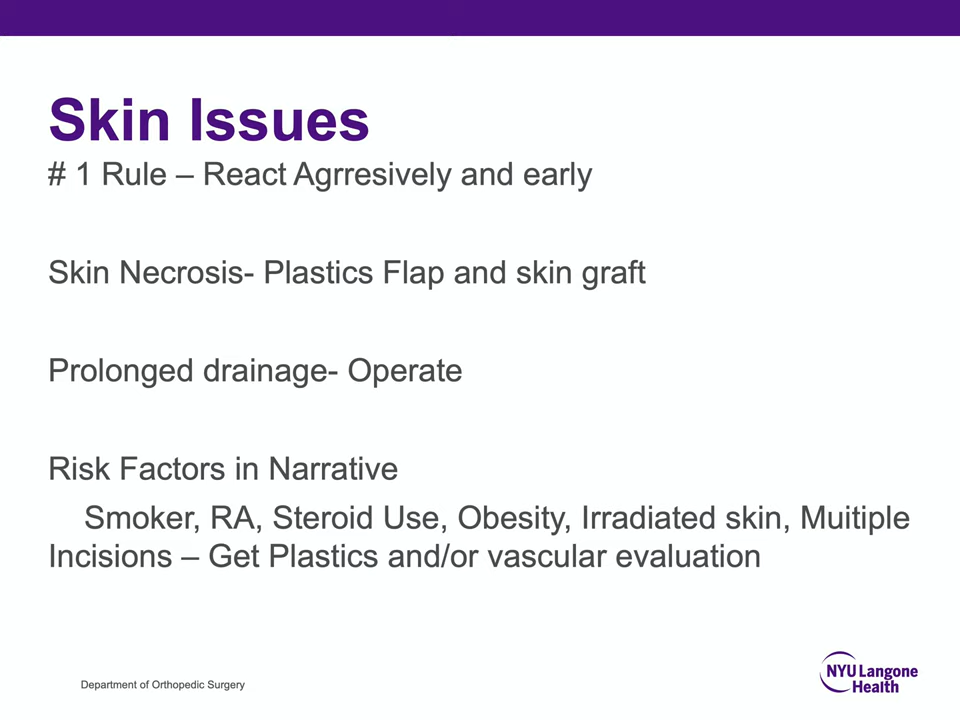 Skin Issues
# 1 Rule – React Agrresively and early
Skin Necrosis- Plastics Flap and skin graft
Prolonged drainage- Operate
Risk Factors in Narrative
Smoker, RA, Steroid Use, Obesity, Irradiated skin, Muitiple
Incisions – Get Plastics and/or vascular evaluation
Department of Orthopedic Surgery
NYU Langone
Health